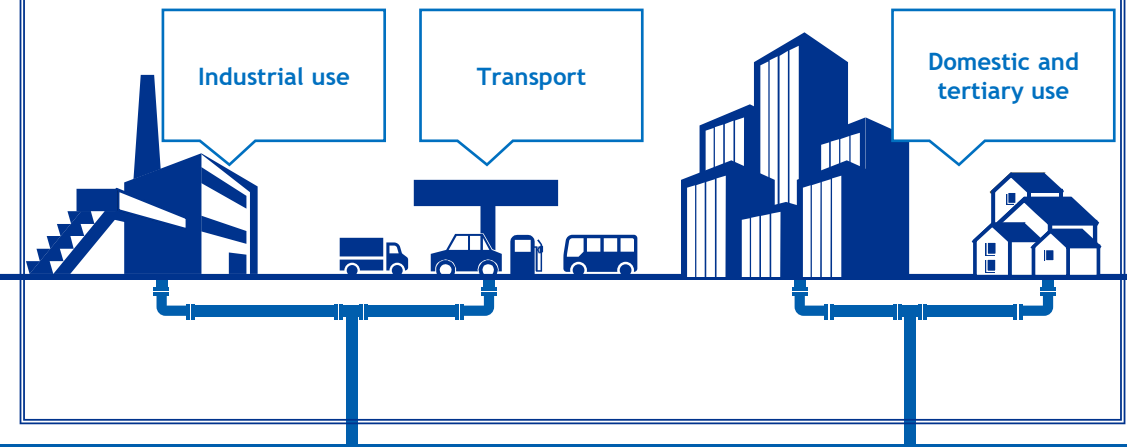 Industrial use
Transport
Domestic and
tertiary use